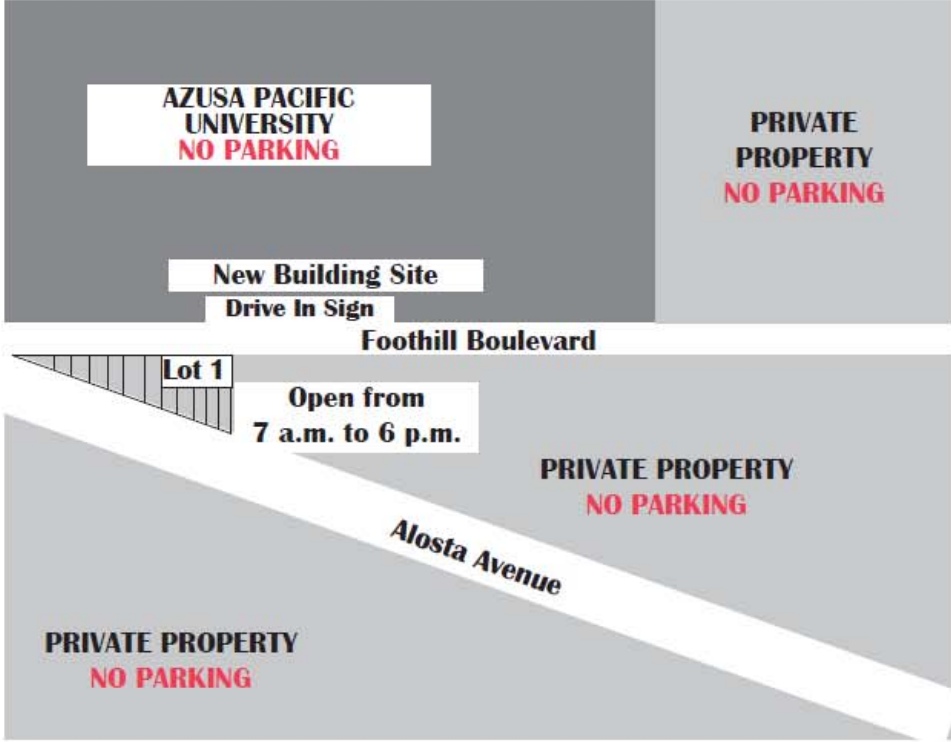 AZUSA PACIFIC
UNIVERSITY
NO PARKING
PRIVATE
PROPERTY
NO PARKING
New Building Site
Drive In Sign
Foothill Boulevard
Lot 1
Open from
7 a.m. to 6 p.m.
PRIVATE PROPERTY
NO PARKING
Alosta Avenue
PRIVATE PROPERTY
NO PARKING